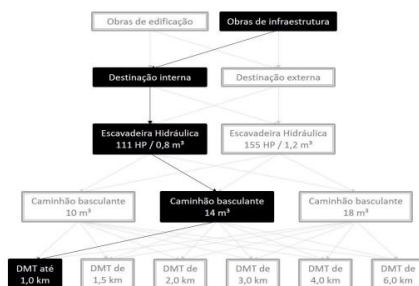 Obras de edificação
Obras de infraestrutura
Destinação interna
Destinação externa
Escavadeira Hidráulica
111 HP / 0,8 m³
Escavadeira Hidráulica
155 HP / 1,2 m³
Caminhão basculante
10 m³
Caminhão basculante
14 m³
Caminhão basculante
18 m³
DMT até
1,0 km
DMT de
1,5 km
DMT de
2,0 km
DMT de
3,0 km
DMT de
4,0 km
DMT de
6,0 km